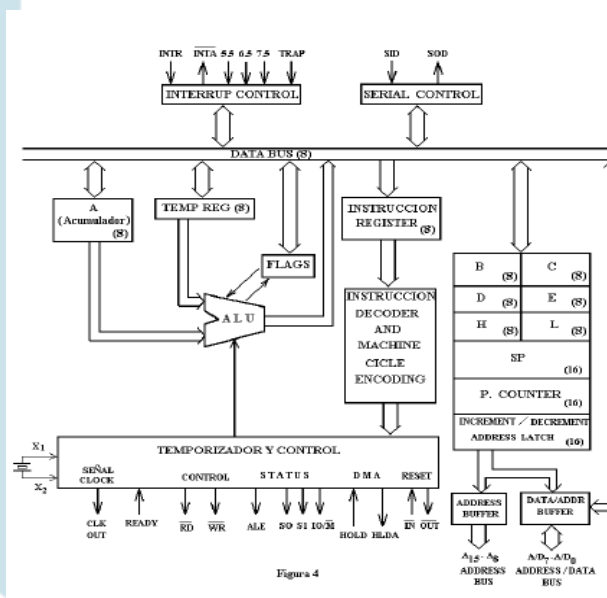 INTR INTA 5.5 6.5 7.5 TRAP
SID SOD
INTERRUP CONTROL
SERIAL CONTROL
DATA BUS (8)
A
(Acumulador)
(8)
TEMP REG (8)
FLAGS
ALU
INSTRUCCION
REGISTER (8)
INSTRUCCION
DECODER
AND
MACHINE
CICLE
ENCODING
B (8) C (8)
D (8) E (8)
H (8) L (8)
SP
(16)
P. COUNTER
(16)
INCREMENT / DECREMENT
ADDRESS LATCH (16)
X1
X2
TEMPORIZADOR Y CONTROL
SEÑAL
CLOCK
CONTROL STATUS DMA RESET
CLK
OUT
READY RD WR ALE SO S1 IO/M HOLD HLDA IN OUT
ADDRESS
BUFFER
DATA/ADDR
BUFFER
A15-A8
ADDRESS
BUS
A/D7-A/D0
ADDRESS/DATA
BUS
Figura 4